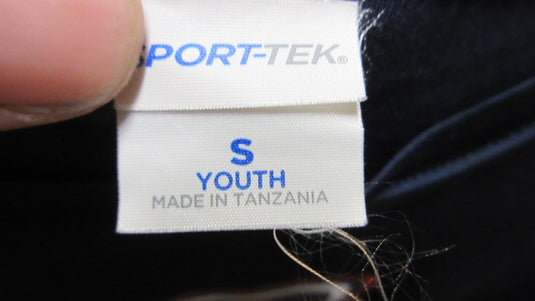 SPORT-TEK®
S
YOUTH
MADE IN TANZANIA